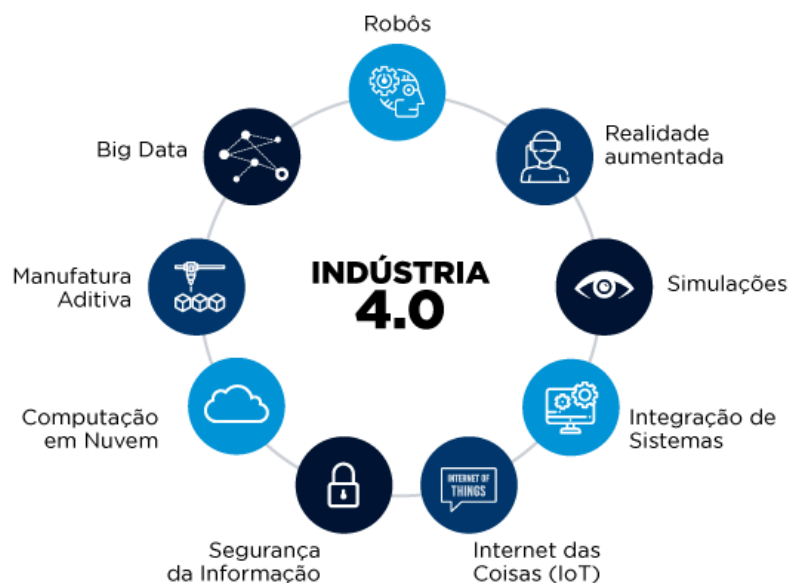 Robôs
Realidade
aumentada
Simulações
Integração de
Sistemas
INTERNET OF
THINGS
Internet das
Coisas (IoT)
Segurança
da Informação
Computação
em Nuvem
Manufatura
Aditiva
Big Data
INDÚSTRIA
4.0